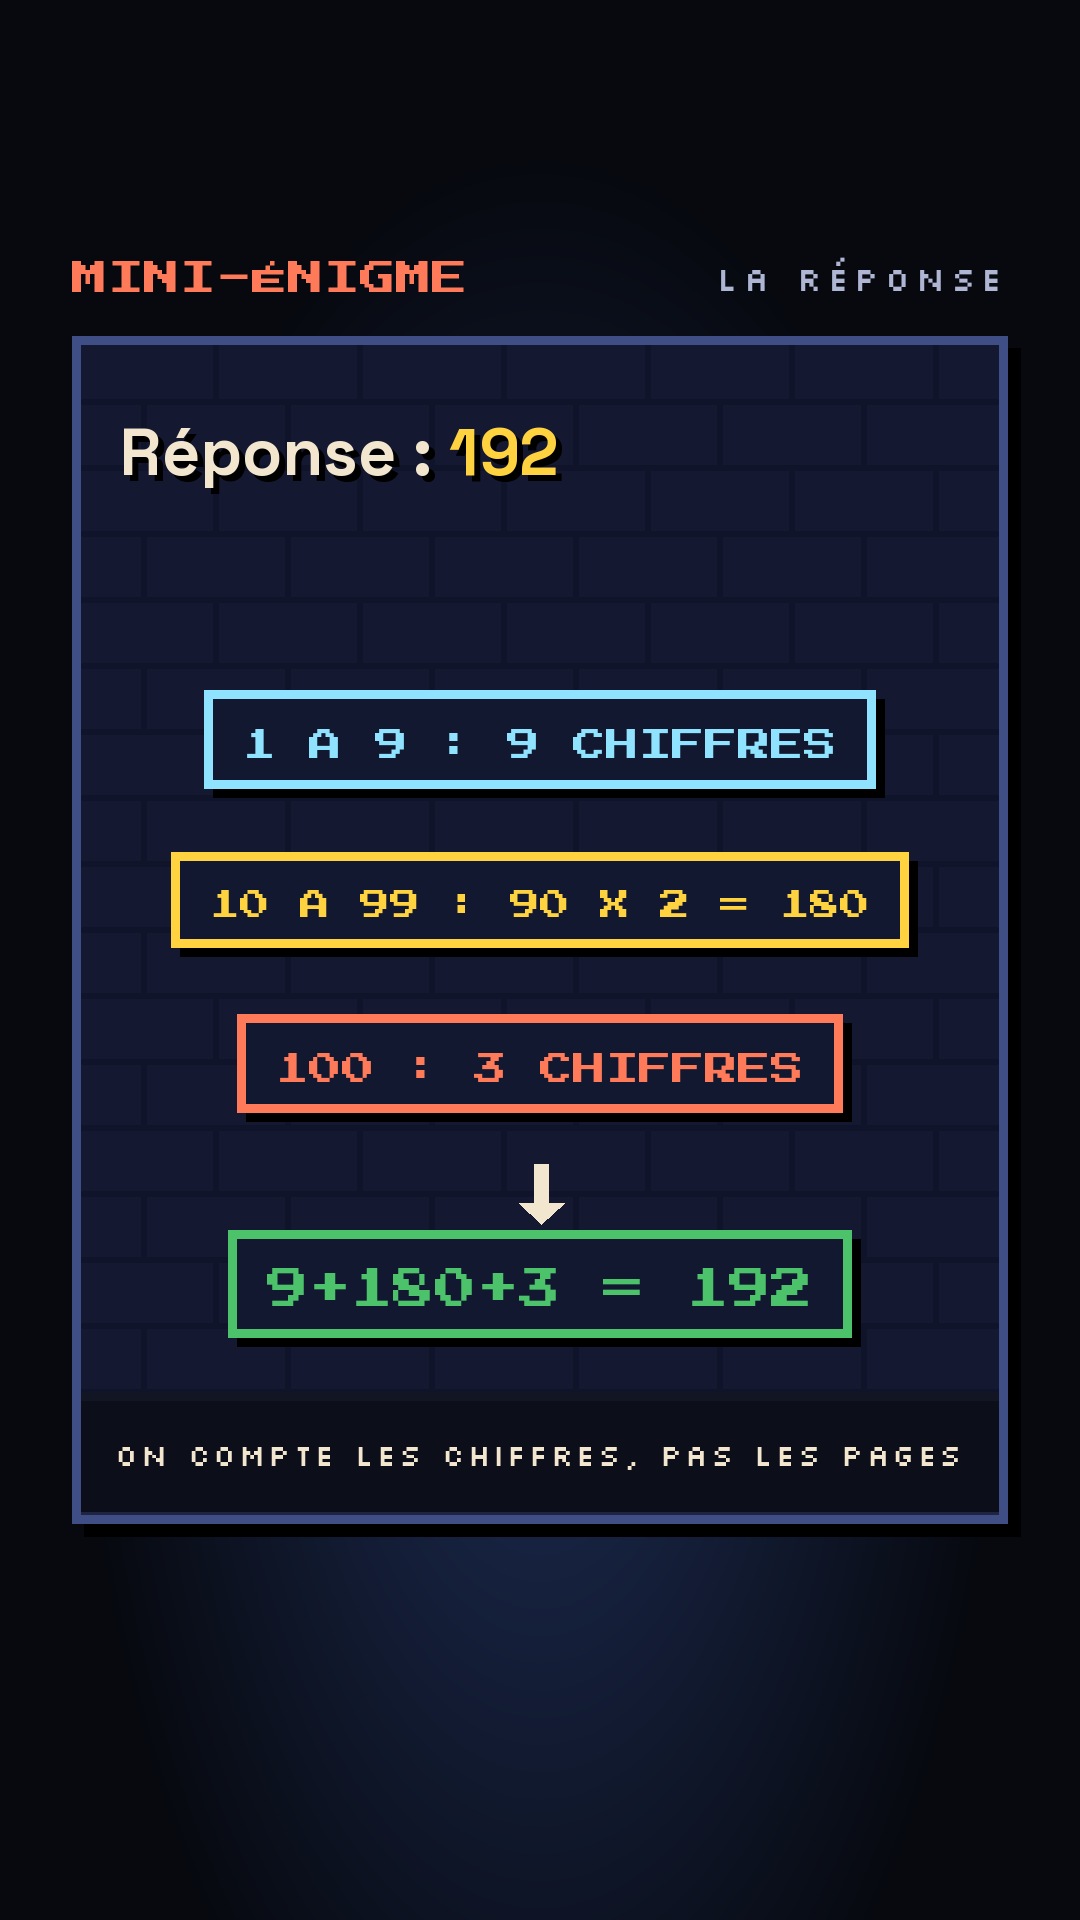 MINI-ÉNIGME
LA RÉPONSE
Réponse : 192
1 A 9 : 9 CHIFFRES
10 A 99 : 90 X 2 = 180
100 : 3 CHIFFRES
9+180+3 = 192
ON COMPTE LES CHIFFRES, PAS LES PAGES